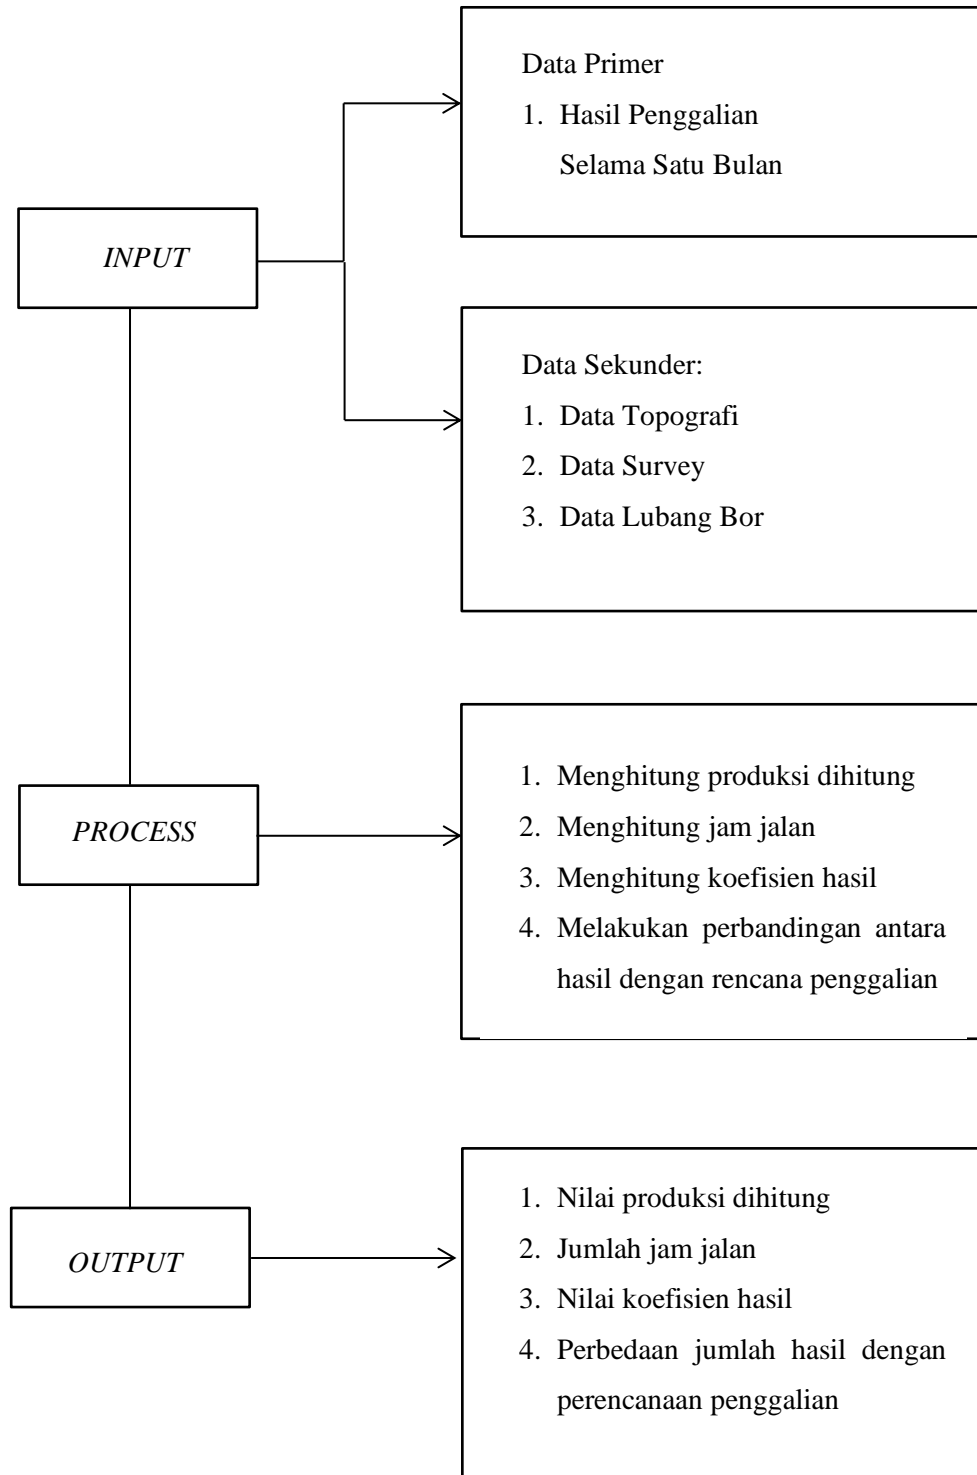 Data Primer
1. Hasil Penggalian
Selama Satu Bulan
INPUT
Data Sekunder:
1. Data Topografi
2. Data Survey
3. Data Lubang Bor
PROCESS
1. Menghitung produksi dihitung
2. Menghitung jam jalan
3. Menghitung koefisien hasil
4. Melakukan perbandingan antara
hasil dengan rencana penggalian
OUTPUT
1. Nilai produksi dihitung
2. Jumlah jam jalan
3. Nilai koefisien hasil
4. Perbedaan jumlah hasil dengan
perencanaan penggalian